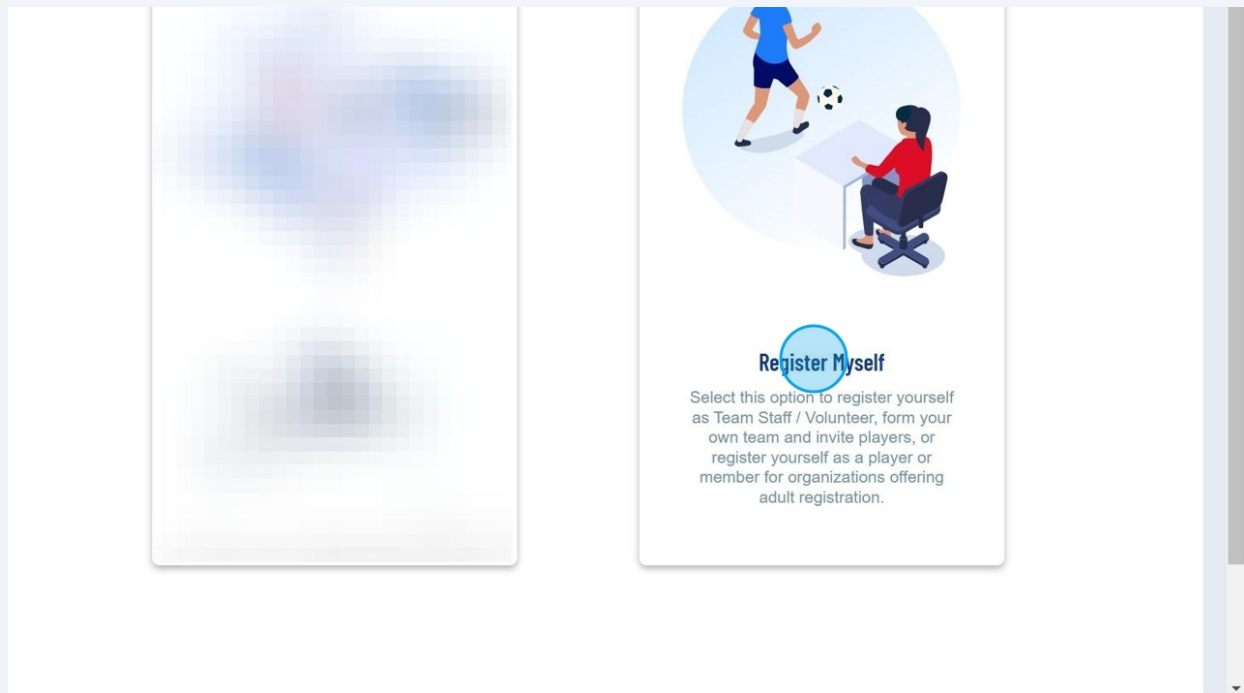 Register Myself
Select this option to register yourself
as Team Staff / Volunteer, form your
own team and invite players, or
register yourself as a player or
member for organizations offering
adult registration.